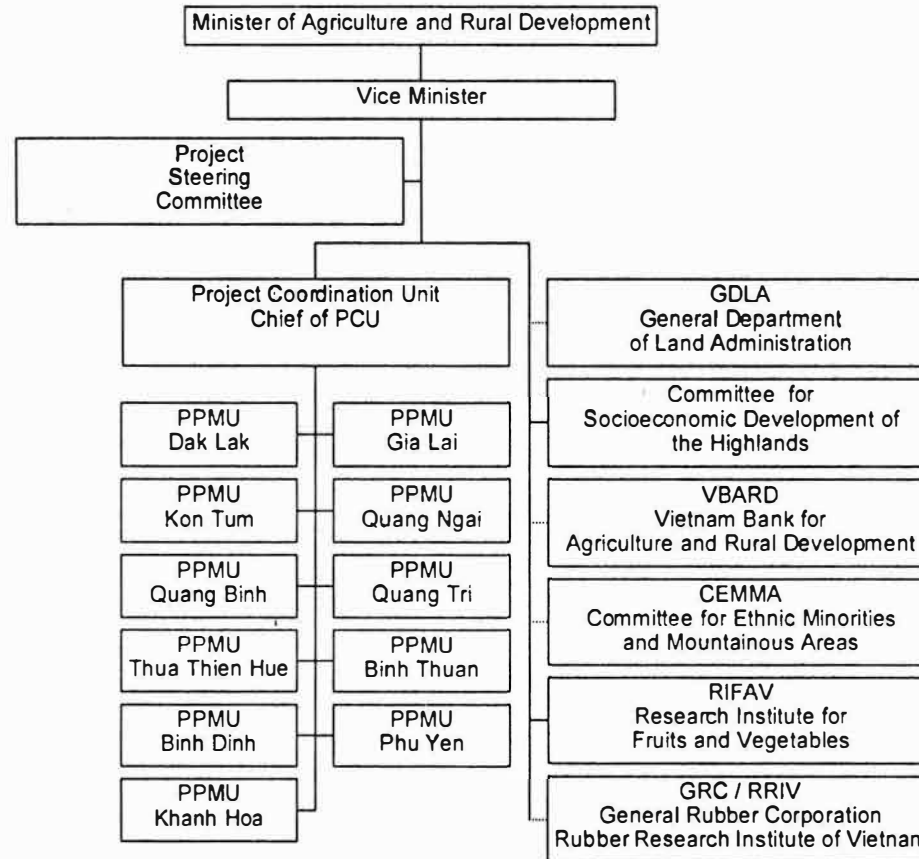 Minister of Agriculture and Rural Development
Vice Minister
Project
Steering
Committee
Project Coordination Unit
Chief of PCU
PPMU
Dak Lak
PPMU
Gia Lai
PPMU
Kon Tum
PPMU
Quang Ngai
PPMU
Quang Binh
PPMU
Quang Tri
PPMU
Thua Thien Hue
PPMU
Binh Thuan
PPMU
Binh Dinh
PPMU
Phu Yen
PPMU
Khanh Hoa
GDLA
General Department
of Land Administration
Committee for
Socioeconomic Development of
the Highlands
VBARD
Vietnam Bank for
Agriculture and Rural Development
CEMMA
Committee for Ethnic Minorities
and Mountainous Areas
RIFAV
Research Institute for
Fruits and Vegetables
GRC / RRIV
General Rubber Corporation
Rubber Research Institute of Vietnam